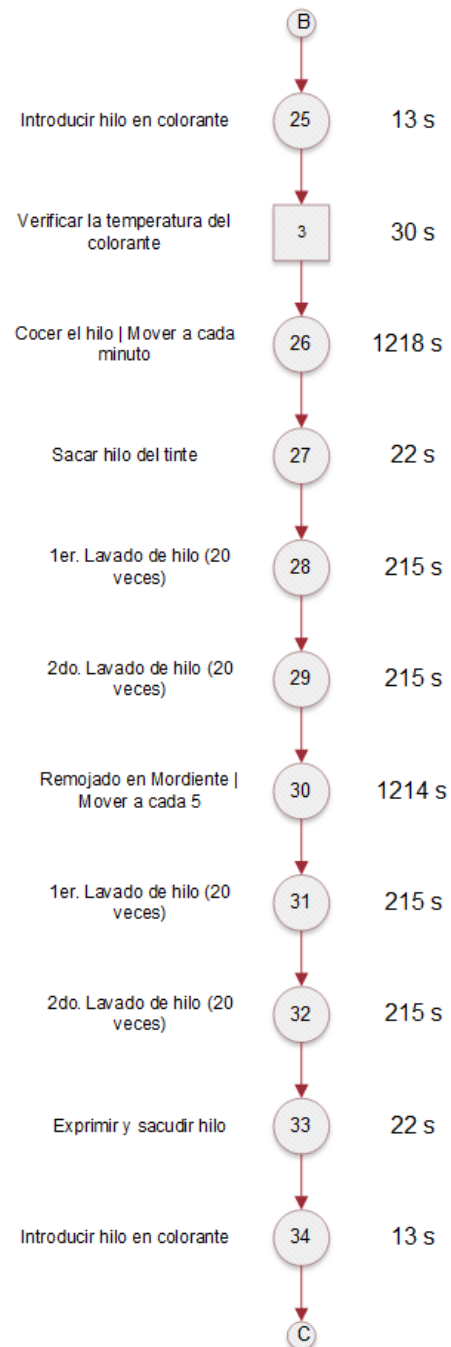 B
Introducir hilo en colorante
25
13 s
Verificar la temperatura del
colorante
3
30 s
Cocer el hilo | Mover a cada
minuto
26
1218 s
Sacar hilo del tinte
27
22 s
1er. Lavado de hilo (20
veces)
28
215 s
2do. Lavado de hilo (20
veces)
29
215 s
Remojado en Mordiente |
Mover a cada 5
30
1214 s
1er. Lavado de hilo (20
veces)
31
215 s
2do. Lavado de hilo (20
veces)
32
215 s
Exprimir y sacudir hilo
33
22 s
Introducir hilo en colorante
34
13 s
C